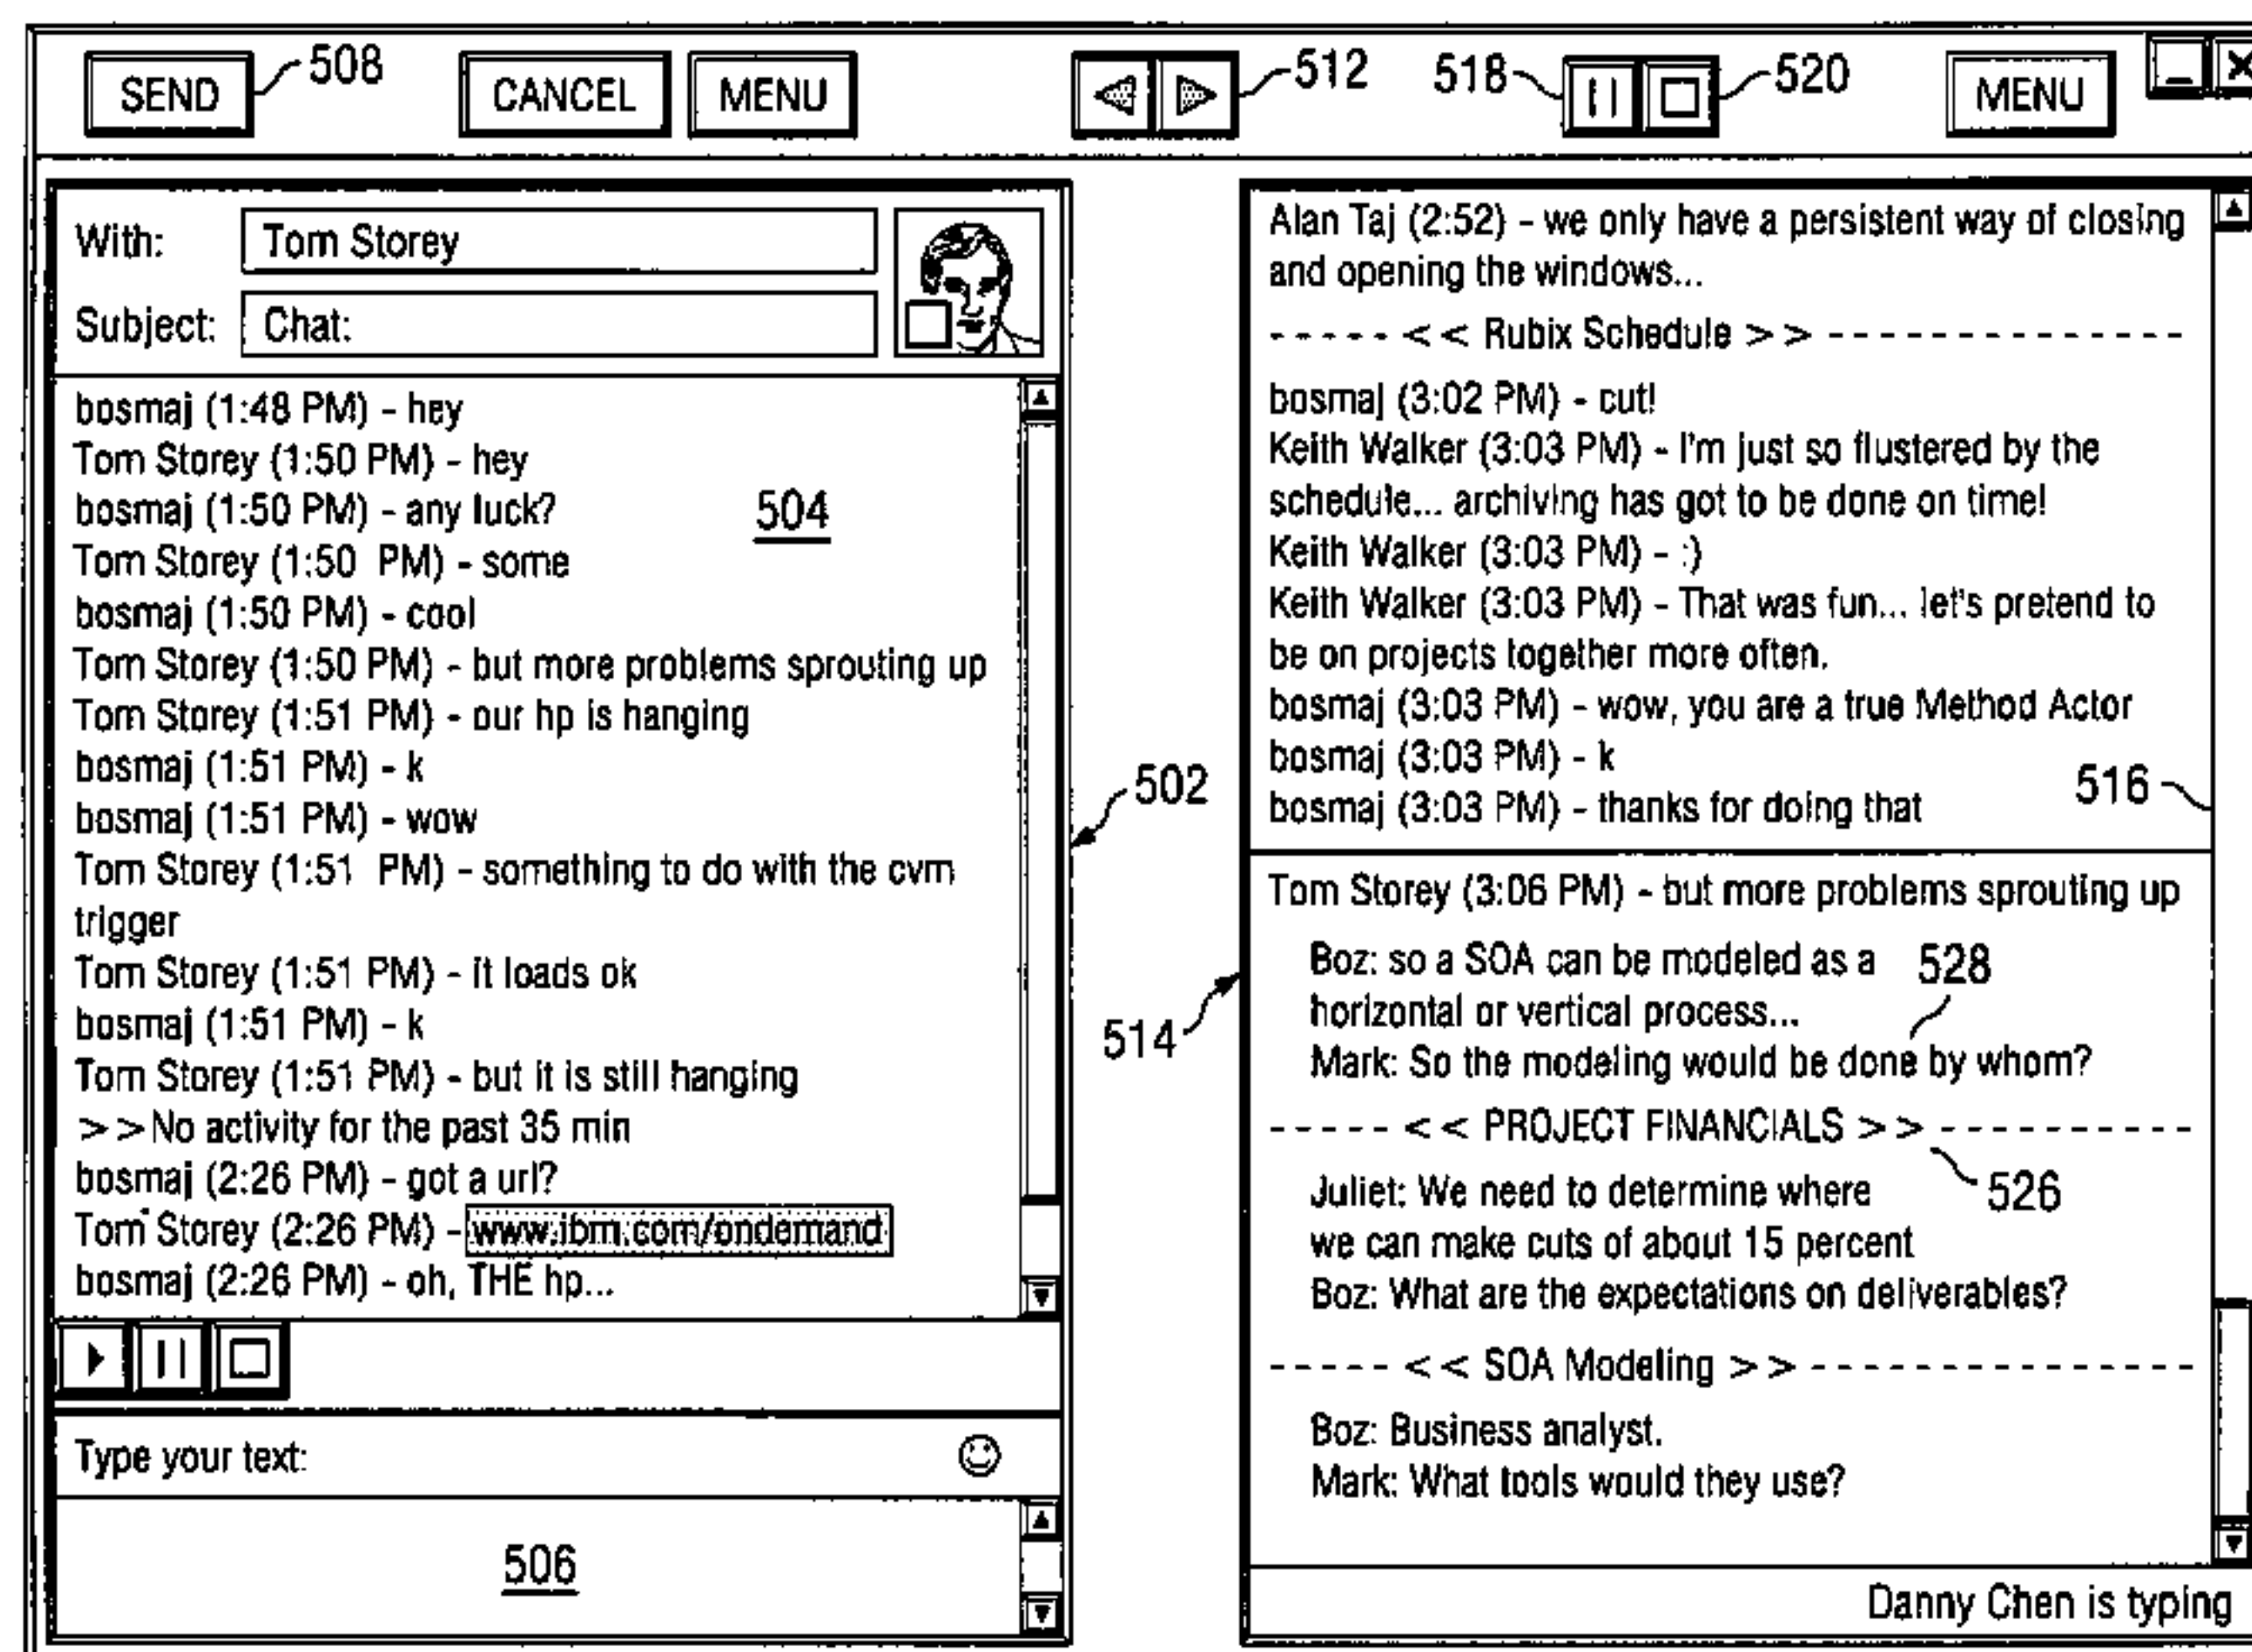 SEND 508 CANCEL MENU 512 518 520 MENU
With: Tom Storey
Subject: Chat:
bosmaj (1:48 PM) - hey
Tom Storey (1:50 PM) - hey
bosmaj (1:50 PM) - any luck?
504
Tom Storey (1:50 PM) - some
bosmaj (1:50 PM) - cool
Tom Storey (1:50 PM) - but more problems sprouting up
Tom Storey (1:51 PM) - our hp is hanging
bosmaj (1:51 PM) - k
bosmaj (1:51 PM) - wow
Tom Storey (1:51 PM) - something to do with the cvm
trigger
Tom Storey (1:51 PM) - it loads ok
bosmaj (1:51 PM) - k
Tom Storey (1:51 PM) - but it is still hanging
>>No activity for the past 35 min
bosmaj (2:26 PM) - got a url?
Tom Storey (2:26 PM) - www.ibm.com/ondemand
bosmaj (2:26 PM) - oh, THE hp...
Type your text:
506
502
514
Alan Taj (2:52) - we only have a persistent way of closing
and opening the windows...
----- << Rubix Schedule >> --------------
bosmaj (3:02 PM) - cut!
Keith Walker (3:03 PM) - I'm just so flustered by the
schedule... archiving has got to be done on time!
Keith Walker (3:03 PM) - :)
Keith Walker (3:03 PM) - That was fun... let's pretend to
be on projects together more often.
bosmaj (3:03 PM) - wow, you are a true Method Actor
bosmaj (3:03 PM) - k
516
bosmaj (3:03 PM) - thanks for doing that
Tom Storey (3:06 PM) - but more problems sprouting up
Boz: so a SOA can be modeled as a
528
horizontal or vertical process...
Mark: So the modeling would be done by whom?
----- << PROJECT FINANCIALS >> ----------
526
Juliet: We need to determine where
we can make cuts of about 15 percent
Boz: What are the expectations on deliverables?
----- << SOA Modeling >> ---------------
Boz: Business analyst.
Mark: What tools would they use?
Danny Chen is typing